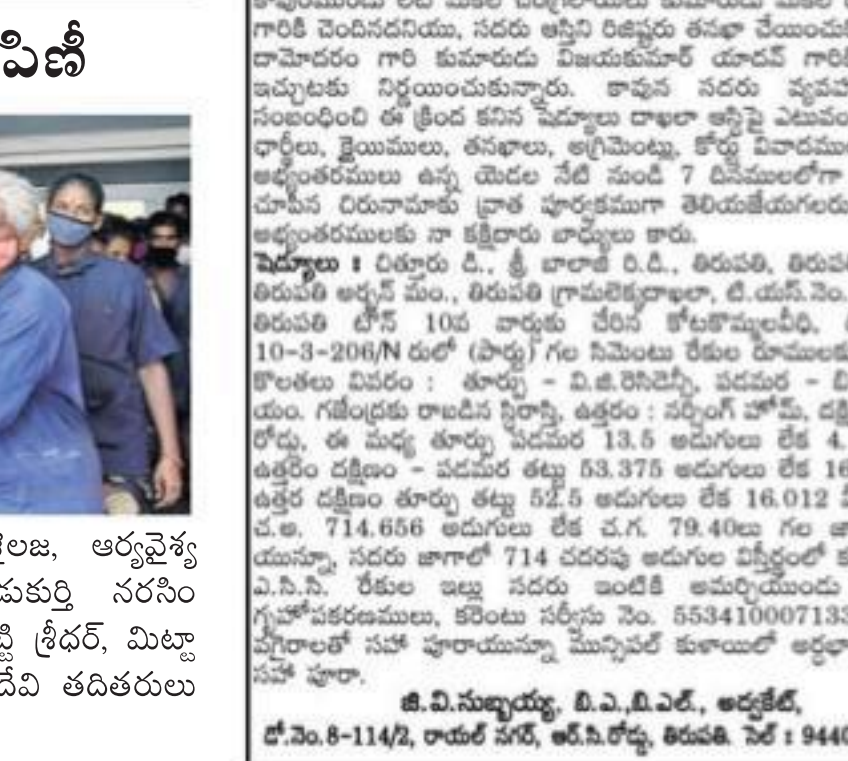 పిణీ
శైలజ, ఆర్యవైశ్య
డుకుర్తి నరసిం
ట్టి శ్రీధర్, మిట్టా
దేవి తదితరులు
గారికి చెందినదనియు, సదరు ఆస్తిని రిజిష్టరు తనఖా చేయించుక
దామోదరం గారి కుమారుడు విజయకుమార్ యాదవ్ గారికి
ఇచ్చుటకు నిర్ణయించుకున్నారు. కావున సదరు వ్యవహ
సంబంధించి ఈ క్రింద కనిన షెడ్యూలు దాఖలా ఆస్తిపై ఎటువం
ధార్టీలు, క్లెయిములు, తనఖాలు, అగ్రిమెంట్లు, కోర్టు వివాదములు
అభ్యంతరములు ఉన్న యెడల నేటి నుండి 7 దినములలోగా
చూపిన చిరునామాకు వ్రాత పూర్వకముగా తెలియజేయగలరు
అభ్యంతరములకు నా కక్షిదారు బాధ్యులు కారు.
షెడ్యూలు : చిత్తూరు డి., శ్రీ బాలాజీ రి.డి., తిరుపతి, తిరుపతి
తిరుపతి అర్బన్ మం., తిరుపతి గ్రామలెక్కదాఖలా, టి.యస్.నెం.
తిరుపతి టౌన్ 10వ వార్డుకు చేరిన కోటకొమ్మలవీధి,
10-3-206/N రులో (పార్టు) గల సిమెంటు రేకుల రూములకు
కొలతలు వివరం : తూర్పు - వి.జి.రెసిడెన్సీ, పడమర - వి
యం. గజేంద్రకు రాబడిన స్థిరాస్తి, ఉత్తరం : నర్సింగ్ హోమ్, దక్షి
రోడ్డు, ఈ మధ్య తూర్పు పడమర 13.5 అడుగులు లేక 4.
ఉత్తరం దక్షిణం - పడమర తట్టు 53.375 అడుగులు లేక 16
ఉత్తర దక్షిణం తూర్పు తట్టు 52.5 అడుగులు లేక 16.012 మీ
చ.అ. 714.656 అడుగులు లేక చ.గ. 79.40లు గల జా
యున్నూ, సదరు జాగాలో 714 చదరపు అడుగుల విస్తీర్ణంలో క
ఎ.సి.సి. రేకుల ఇల్లు సదరు ఇంటికి అమర్చియుండు
గృహోపకరణములు, కరెంటు సర్వీసు నెం. 5534100071333
వగైరాలతో సహా పూరాయున్నూ మున్సిపల్ కుళాయిలో అర్ధభా
సహా పూరా.
జి.వి.సుబ్బయ్య, బి.ఎ.,బి.ఎల్., అడ్వకేట్,
డో.నెం.8-114/2, రాయల్ నగర్, ఆర్.సి.రోడ్డు, తిరుపతి. సెల్ : 9440